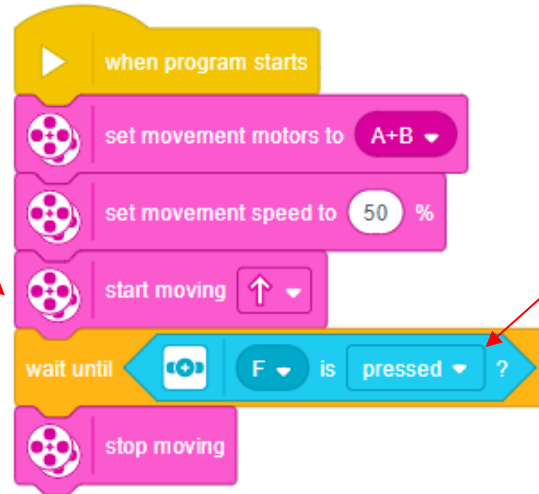 when program starts
set movement motors to A+B
set movement speed to 50 %
start moving
wait until F is pressed ?
stop moving